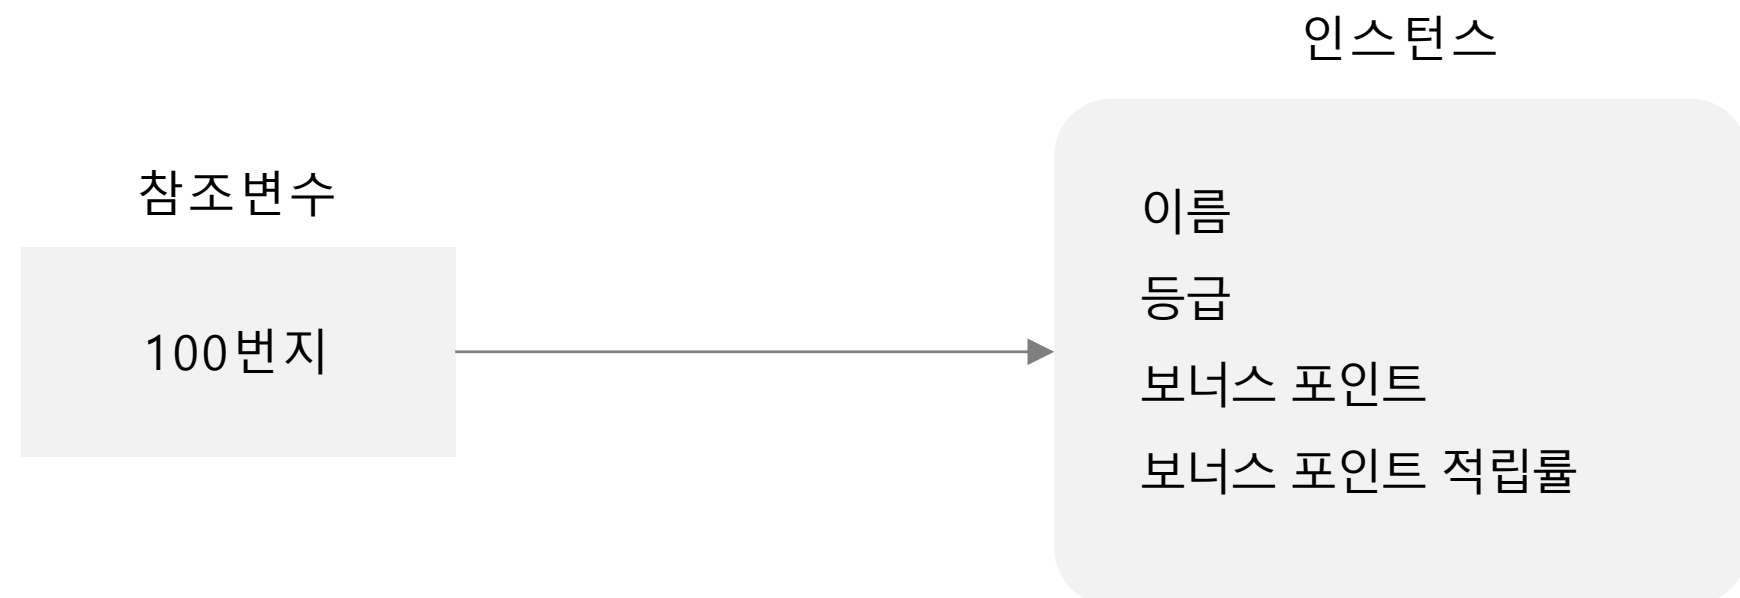 인스턴스
참조변수
100번지
이름
등급
보너스 포인트
보너스 포인트 적립률